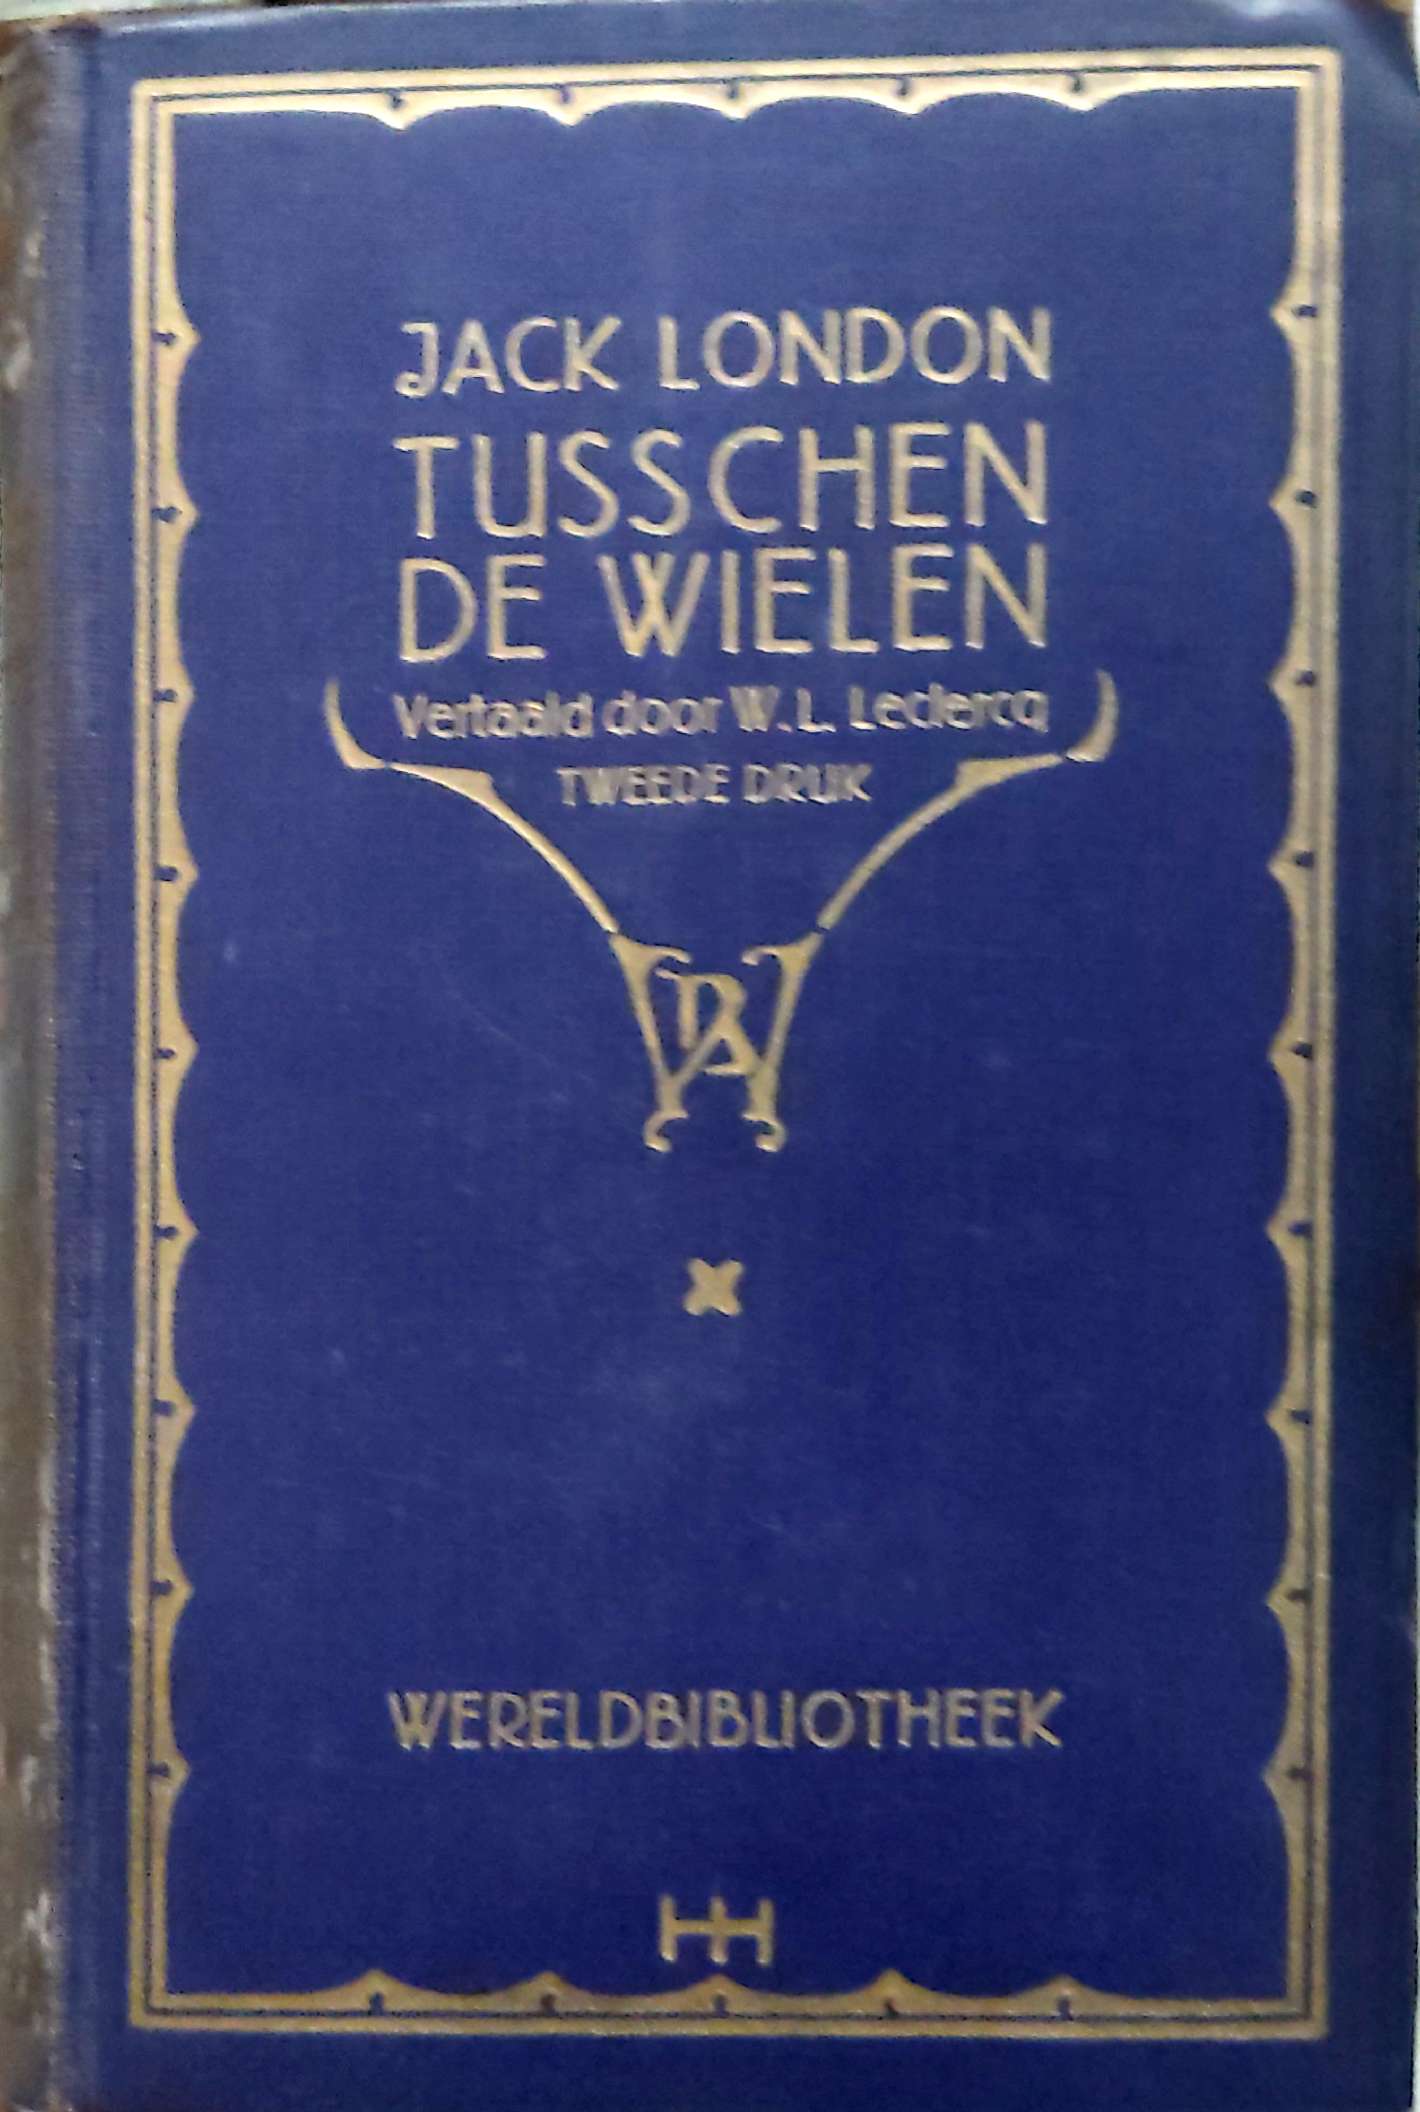 JACK LONDON
TUSSCHEN
DE WIELEN
Vertaald door W.L. Leclercq
TWEEDE DRUK
WB
WERELDBIBLIOTHEEK